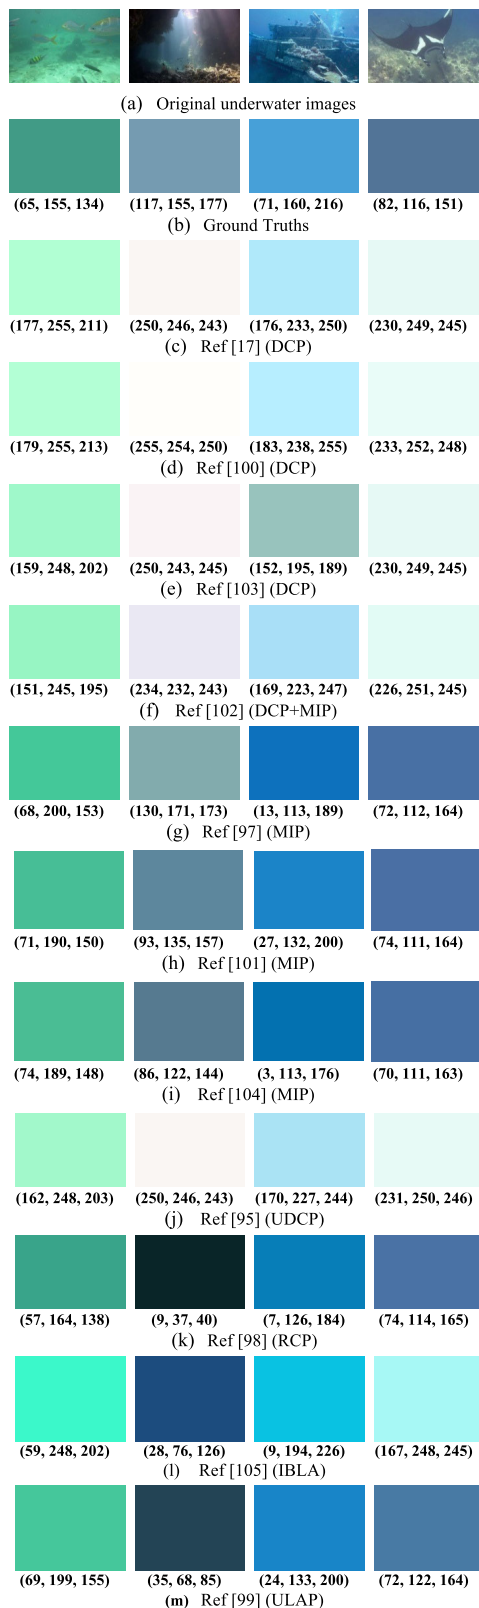 (a) Original underwater images
(65, 155, 134) (117, 155, 177) (71, 160, 216) (82, 116, 151)
(b) Ground Truths
(177, 255, 211) (250, 246, 243) (176, 233, 250) (230, 249, 245)
(c) Ref [17] (DCP)
(179, 255, 213) (255, 254, 250) (183, 238, 255) (233, 252, 248)
(d) Ref [100] (DCP)
(159, 248, 202) (250, 243, 245) (152, 195, 189) (230, 249, 245)
(e) Ref [103] (DCP)
(151, 245, 195) (234, 232, 243) (169, 223, 247) (226, 251, 245)
(f) Ref [102] (DCP+MIP)
(68, 200, 153) (130, 171, 173) (13, 113, 189) (72, 112, 164)
(g) Ref [97] (MIP)
(71, 190, 150) (93, 135, 157) (27, 132, 200) (74, 111, 164)
(h) Ref [101] (MIP)
(74, 189, 148) (86, 122, 144) (3, 113, 176) (70, 111, 163)
(i) Ref [104] (MIP)
(162, 248, 203) (250, 246, 243) (170, 227, 244) (231, 250, 246)
(j) Ref [95] (UDCP)
(57, 164, 138) (9, 37, 40) (7, 126, 184) (74, 114, 165)
(k) Ref [98] (RCP)
(59, 248, 202) (28, 76, 126) (9, 194, 226) (167, 248, 245)
(l) Ref [105] (IBLA)
(69, 199, 155) (35, 68, 85) (24, 133, 200) (72, 122, 164)
(m) Ref [99] (ULAP)